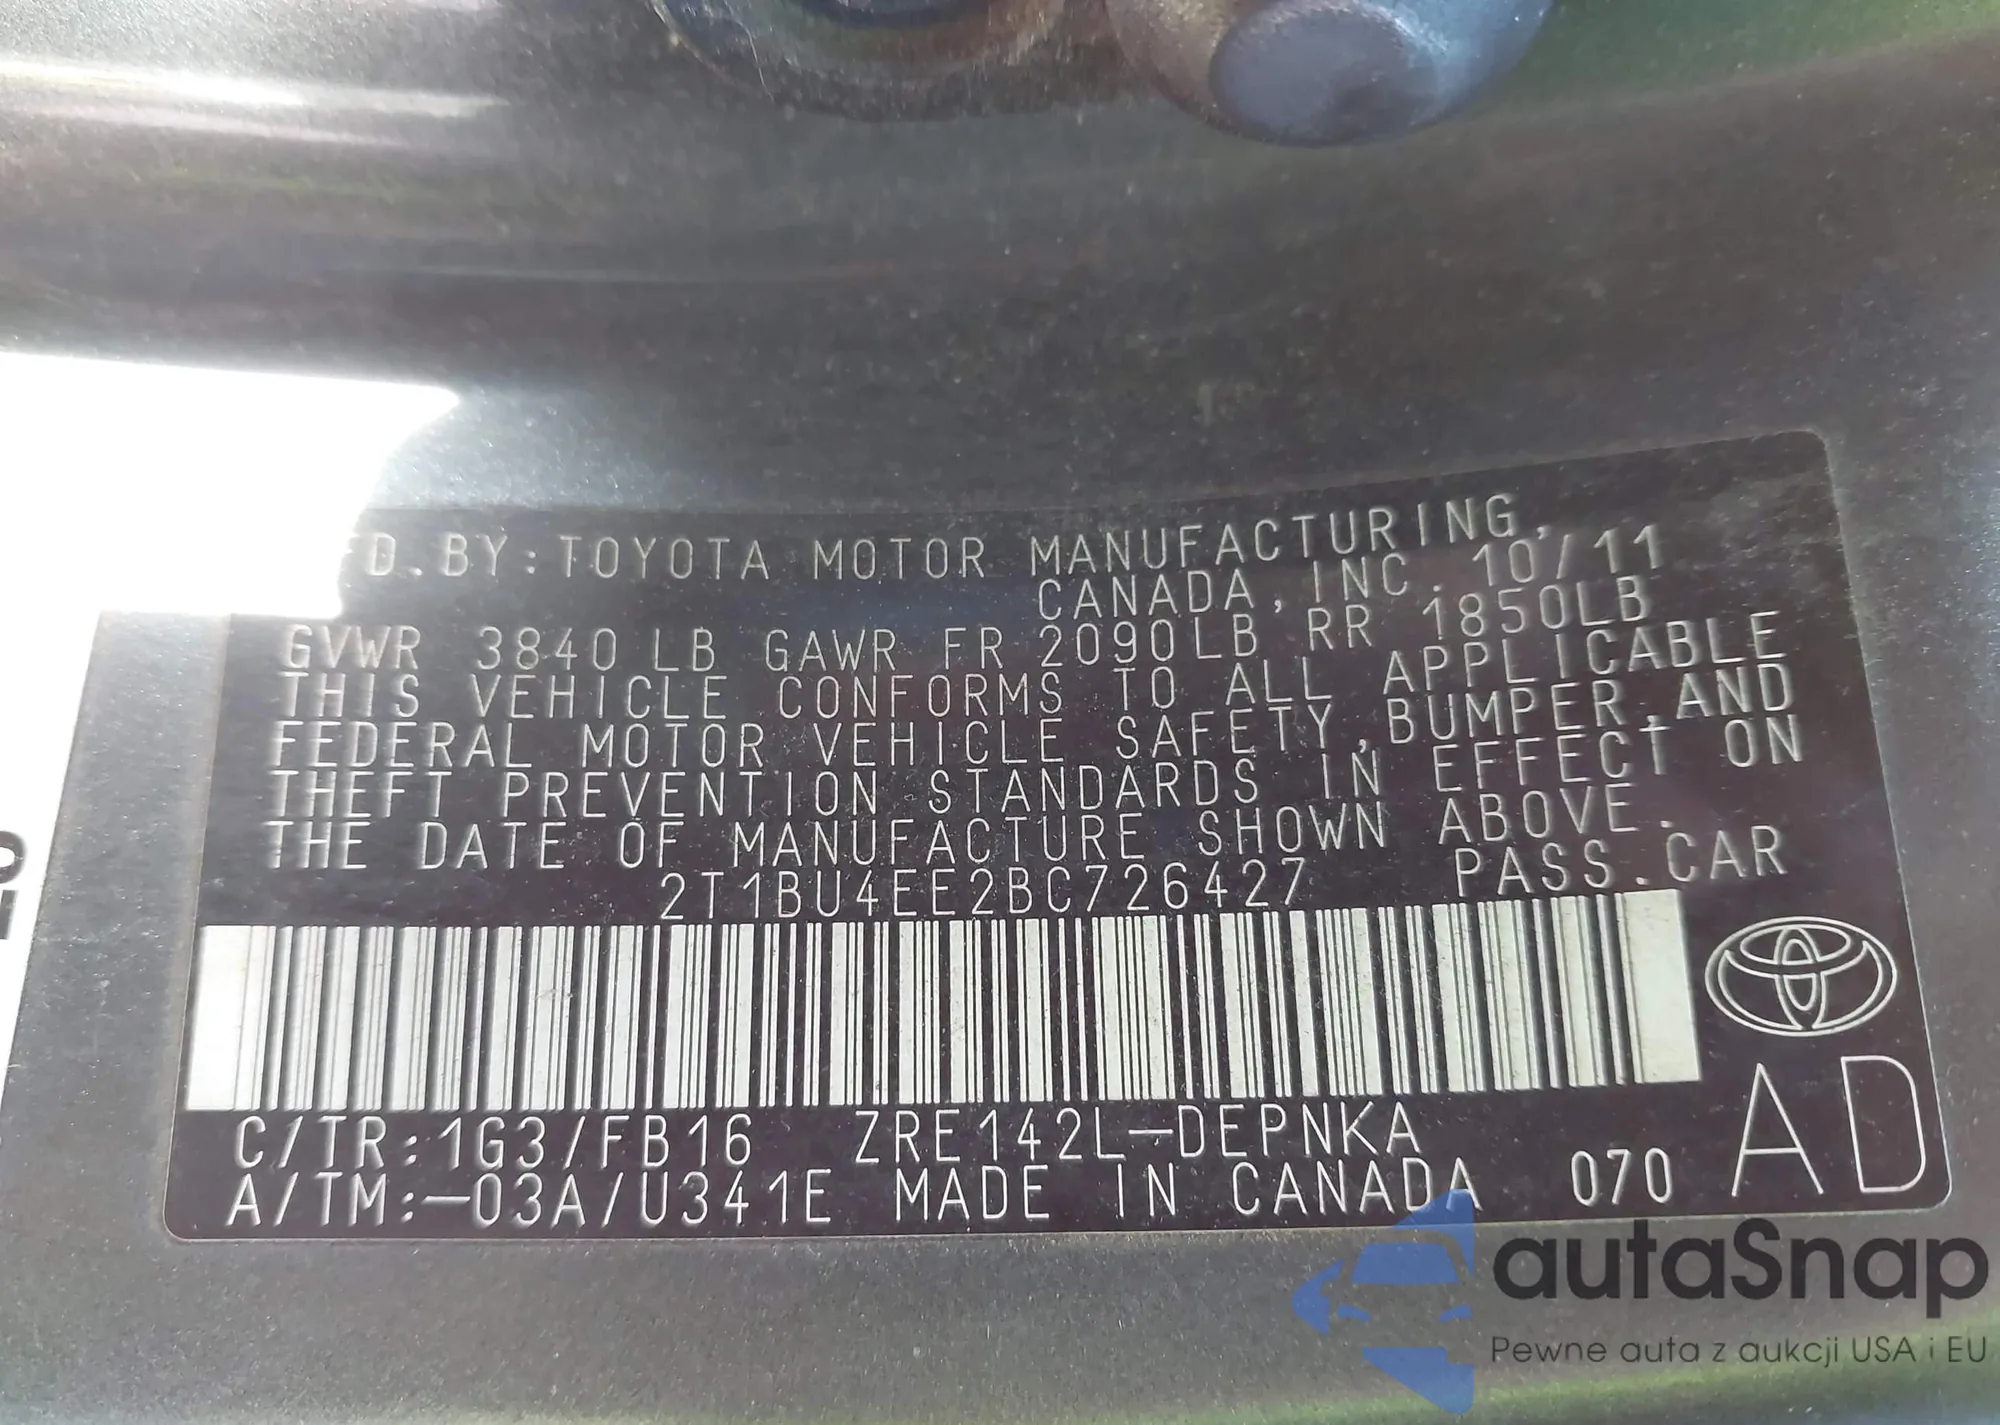 FD.BY:TOYOTA MOTOR MANUFACTURING,
CANADA, INC. 10/11
GVWR 3840 LB GAWR FR 2090LB RR 1850LB
THIS VEHICLE CONFORMS TO ALL APPLICABLE
FEDERAL MOTOR VEHICLE SAFETY, BUMPER, AND
THEFT PREVENTION STANDARDS IN EFFECT ON
THE DATE OF MANUFACTURE SHOWN ABOVE.
2T1BU4EE2BC726427 PASS.CAR
C/TR:1G3/FB16 ZRE142L-DEPNKA
A/TM:-03A/U341E MADE IN CANADA 070 AD
autaSnap
Pewne auta z aukcji USA i EU